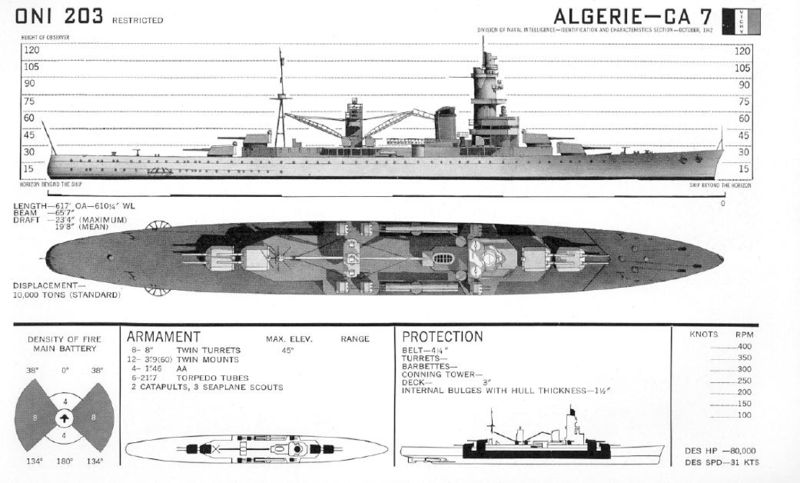 ONI 203 RESTRICTED
ALGERIE—CA 7
VICHY
HEIGHT OF OBSERVER
DIVISION OF NAVAL INTELLIGENCE—IDENTIFICATION AND CHARACTERISTICS SECTION—OCTOBER, 1942
120 120
105 105
90 90
75 75
60 60
45 45
30 30
15 15
HORIZON BEYOND THE SHIP
SHIP BEYOND THE HORIZON
0
LENGTH—617' OA—610¼" WL
BEAM —65'7"
DRAFT —23'4" (MAXIMUM)
19'8" (MEAN)
DISPLACEMENT—
10,000 TONS (STANDARD)
DENSITY OF FIRE
MAIN BATTERY
38° 0° 38°
4
8 8
4
134° 180° 134°
ARMAMENT MAX. ELEV. RANGE
8- 8" TWIN TURRETS 45°
12- 3"9(60) TWIN MOUNTS
4- 1"46 AA
6-21"7 TORPEDO TUBES
2 CATAPULTS, 3 SEAPLANE SCOUTS
PROTECTION
BELT—4¼"
TURRETS—
BARBETTES—
CONNING TOWER—
DECK— 3"
INTERNAL BULGES WITH HULL THICKNESS—1½"
KNOTS RPM
400
350
300
250
200
150
100
DES HP —80,000
DES SPD—31 KTS